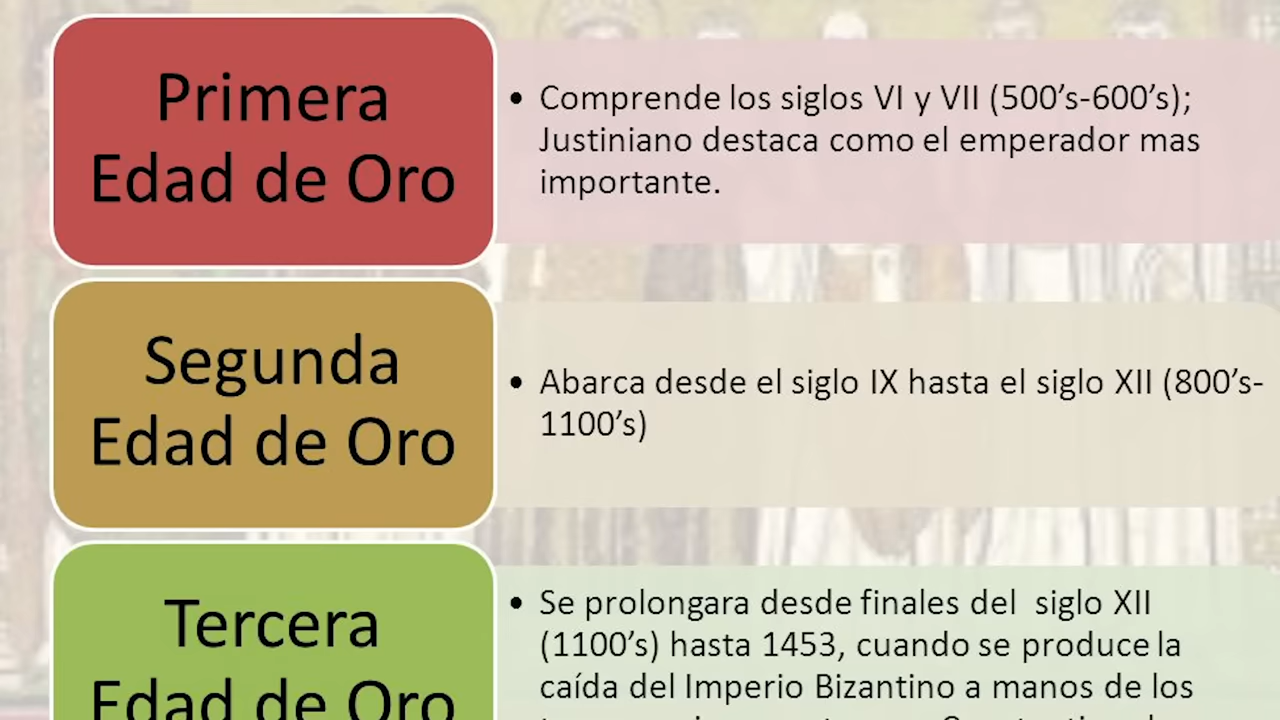 Primera
Edad de Oro
• Comprende los siglos VI y VII (500’s-600’s);
Justiniano destaca como el emperador mas
importante.
Segunda
Edad de Oro
• Abarca desde el siglo IX hasta el siglo XII (800’s-
1100’s)
Tercera
Edad de Oro
• Se prolongara desde finales del siglo XII
(1100’s) hasta 1453, cuando se produce la
caída del Imperio Bizantino a manos de los